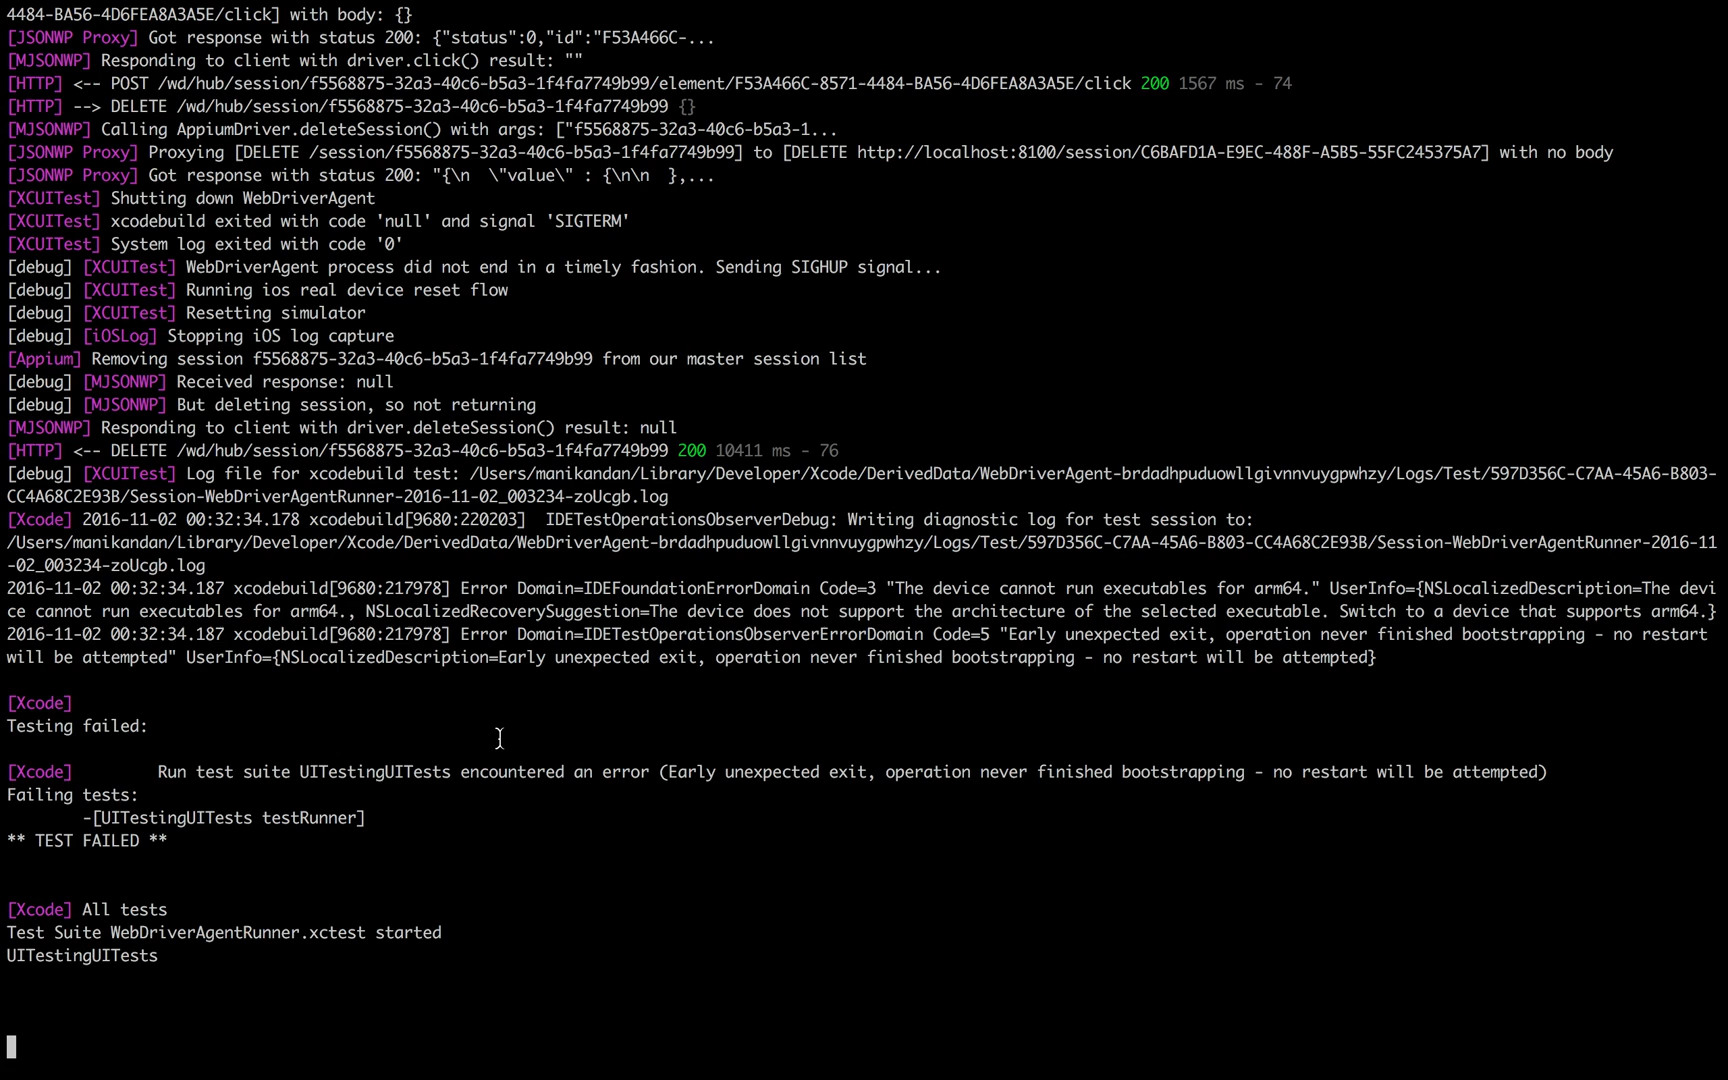 4484-BA56-4D6FEA8A3A5E/click] with body: {}
[JSONWP Proxy] Got response with status 200: {"status":0,"id":"F53A466C-...
[MJSONWP] Responding to client with driver.click() result: ""
[HTTP] <-- POST /wd/hub/session/f5568875-32a3-40c6-b5a3-1f4fa7749b99/element/F53A466C-8571-4484-BA56-4D6FEA8A3A5E/click 200 1567 ms - 74
[HTTP] --> DELETE /wd/hub/session/f5568875-32a3-40c6-b5a3-1f4fa7749b99 {}
[MJSONWP] Calling AppiumDriver.deleteSession() with args: ["f5568875-32a3-40c6-b5a3-1...
[JSONWP Proxy] Proxying [DELETE /session/f5568875-32a3-40c6-b5a3-1f4fa7749b99] to [DELETE http://localhost:8100/session/C6BAFD1A-E9EC-488F-A5B5-55FC245375A7] with no body
[JSONWP Proxy] Got response with status 200: "{\n  \"value\" : {\n\n  },...
[XCUITest] Shutting down WebDriverAgent
[XCUITest] xcodebuild exited with code 'null' and signal 'SIGTERM'
[XCUITest] System log exited with code '0'
[debug] [XCUITest] WebDriverAgent process did not end in a timely fashion. Sending SIGHUP signal...
[debug] [XCUITest] Running ios real device reset flow
[debug] [XCUITest] Resetting simulator
[debug] [iOSLog] Stopping iOS log capture
[Appium] Removing session f5568875-32a3-40c6-b5a3-1f4fa7749b99 from our master session list
[debug] [MJSONWP] Received response: null
[debug] [MJSONWP] But deleting session, so not returning
[MJSONWP] Responding to client with driver.deleteSession() result: null
[HTTP] <-- DELETE /wd/hub/session/f5568875-32a3-40c6-b5a3-1f4fa7749b99 200 10411 ms - 76
[debug] [XCUITest] Log file for xcodebuild test: /Users/manikandan/Library/Developer/Xcode/DerivedData/WebDriverAgent-brdadhpuduowllgivnnvuygpwhzy/Logs/Test/597D356C-C7AA-45A6-B803-
CC4A68C2E93B/Session-WebDriverAgentRunner-2016-11-02_003234-zoUcgb.log
[Xcode] 2016-11-02 00:32:34.178 xcodebuild[9680:220203]  IDETestOperationsObserverDebug: Writing diagnostic log for test session to:
/Users/manikandan/Library/Developer/Xcode/DerivedData/WebDriverAgent-brdadhpuduowllgivnnvuygpwhzy/Logs/Test/597D356C-C7AA-45A6-B803-CC4A68C2E93B/Session-WebDriverAgentRunner-2016-11
-02_003234-zoUcgb.log
2016-11-02 00:32:34.187 xcodebuild[9680:217978] Error Domain=IDEFoundationErrorDomain Code=3 "The device cannot run executables for arm64." UserInfo={NSLocalizedDescription=The devi
ce cannot run executables for arm64., NSLocalizedRecoverySuggestion=The device does not support the architecture of the selected executable. Switch to a device that supports arm64.}
2016-11-02 00:32:34.187 xcodebuild[9680:217978] Error Domain=IDETestOperationsObserverErrorDomain Code=5 "Early unexpected exit, operation never finished bootstrapping - no restart
will be attempted" UserInfo={NSLocalizedDescription=Early unexpected exit, operation never finished bootstrapping - no restart will be attempted}
[Xcode]
Testing failed:
[Xcode]         Run test suite UITestingUITests encountered an error (Early unexpected exit, operation never finished bootstrapping - no restart will be attempted)
Failing tests:
-[UITestingUITests testRunner]
** TEST FAILED **
[Xcode] All tests
Test Suite WebDriverAgentRunner.xctest started
UITestingUITests